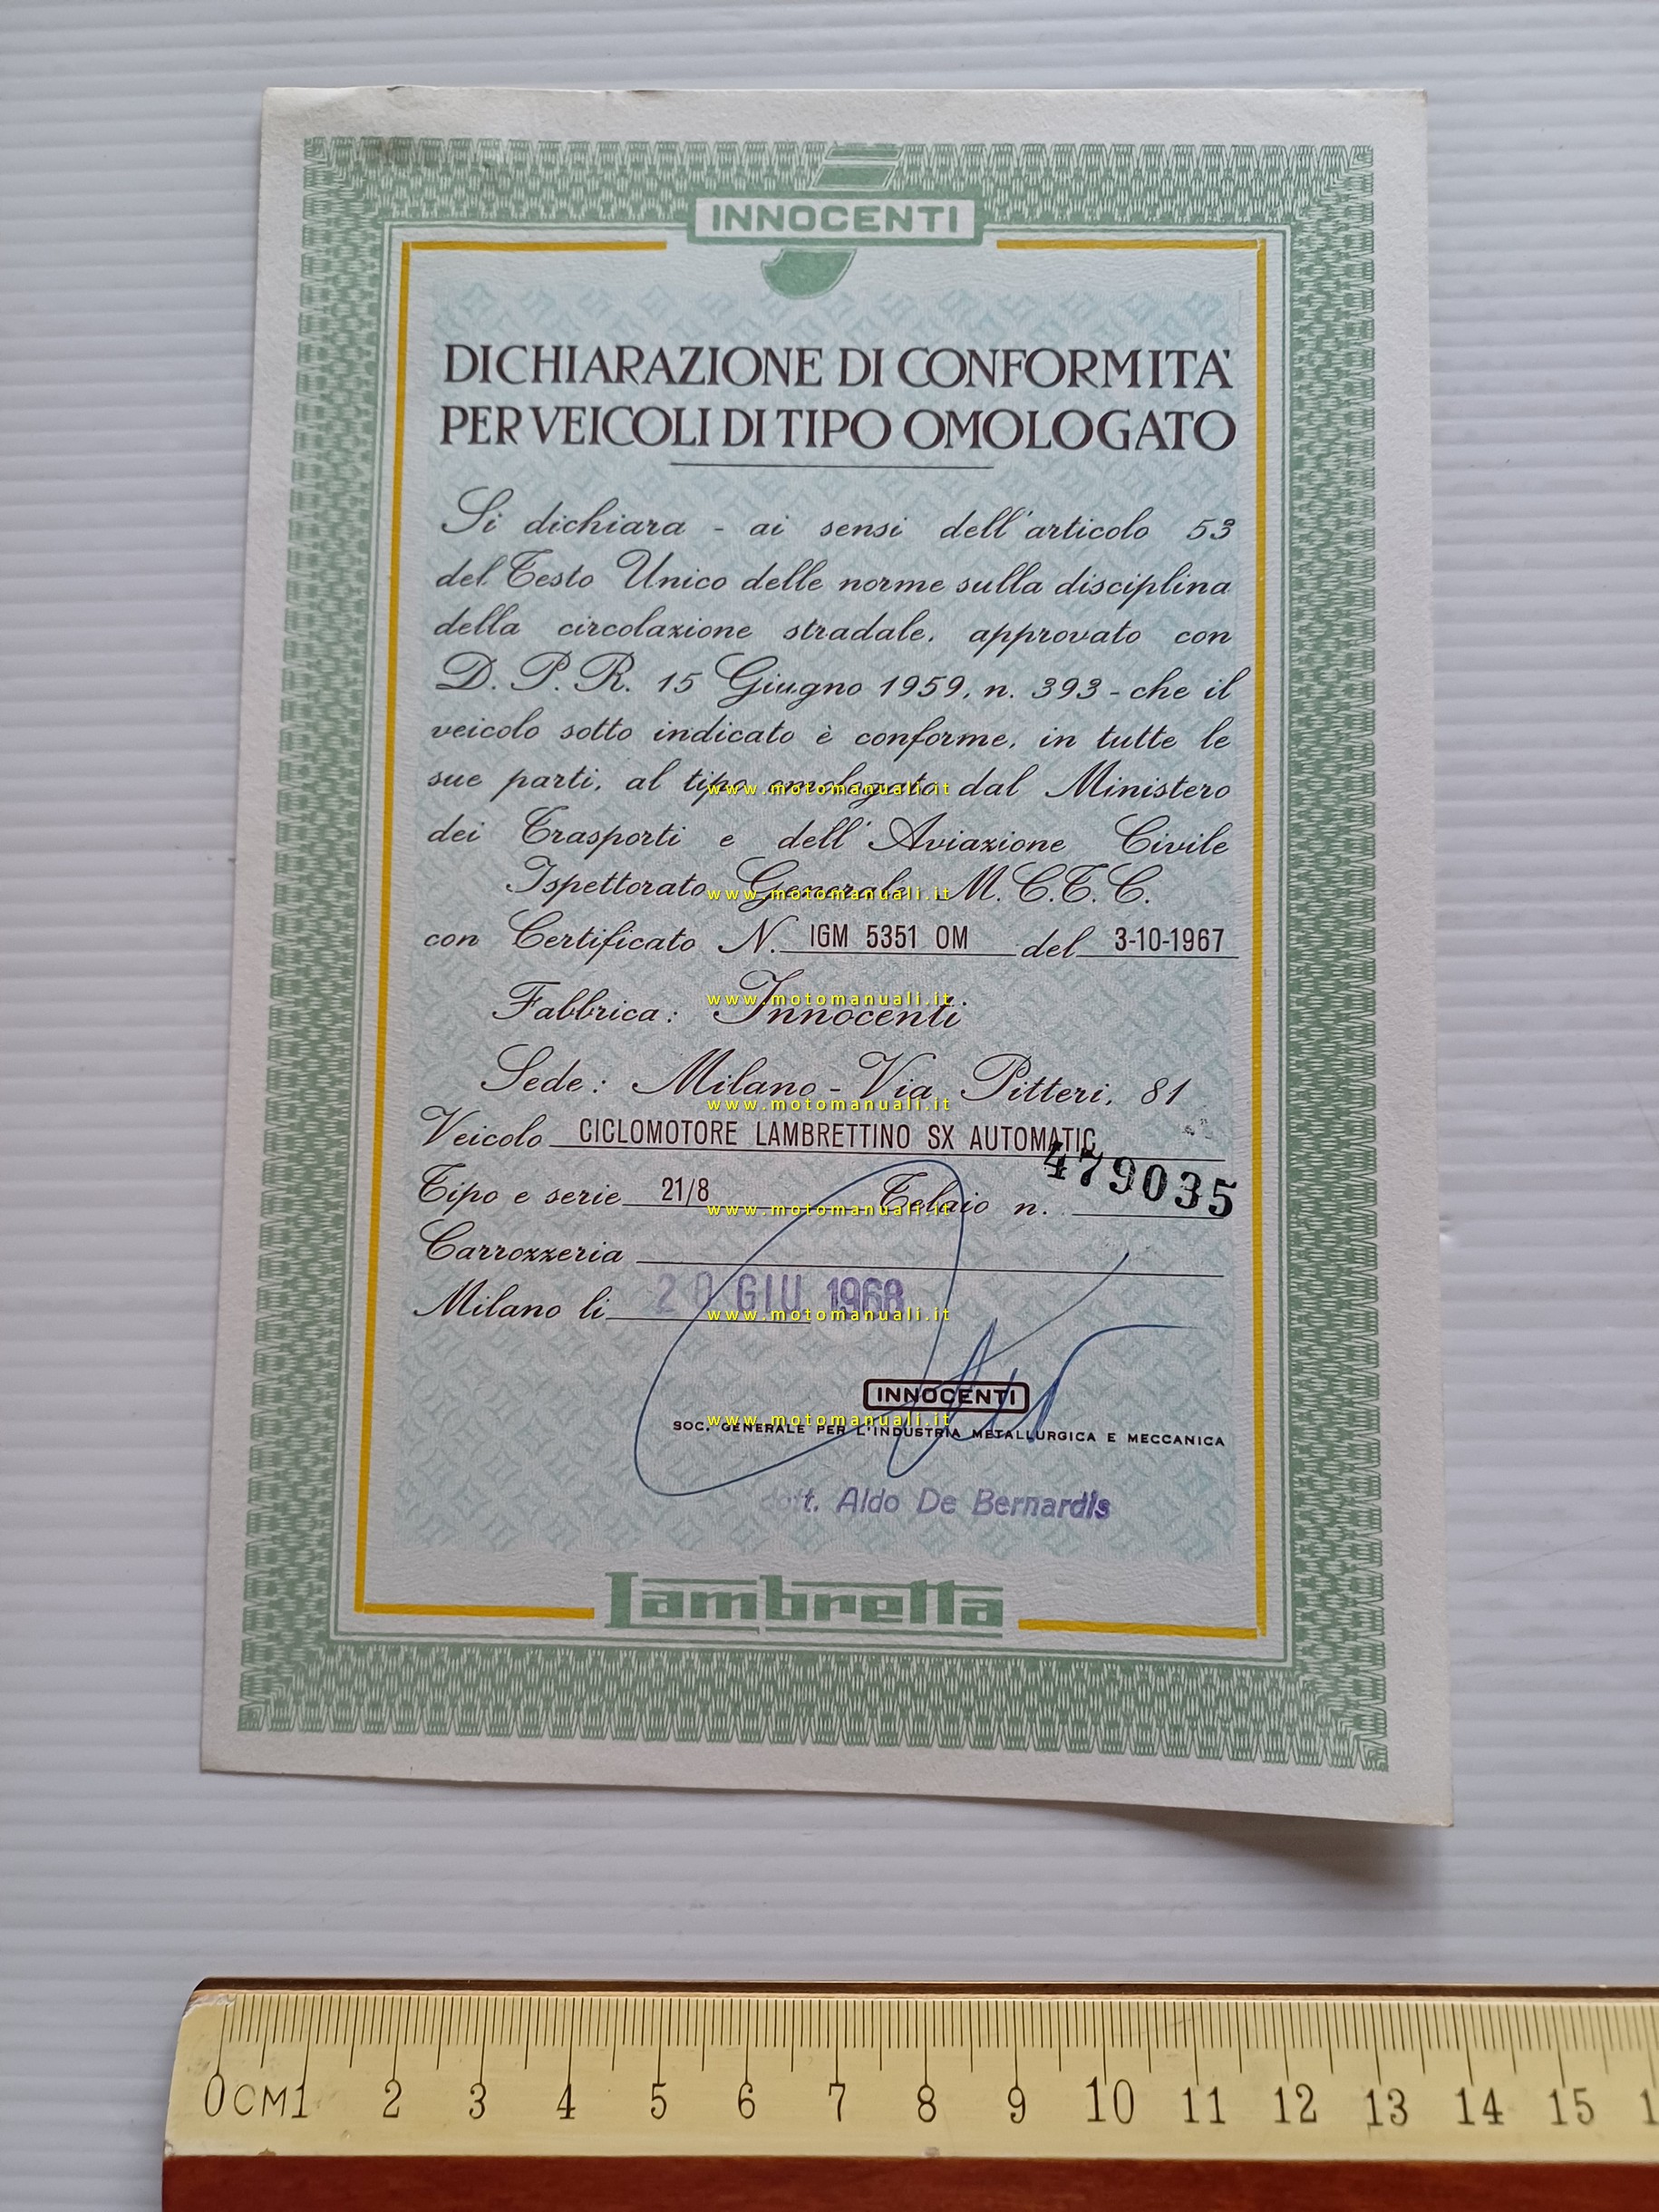 INNOCENTI
DICHIARAZIONE DI CONFORMITA'
PER VEICOLI DI TIPO OMOLOGATO
Si dichiara - ai sensi dell'articolo 53
del Testo Unico delle norme sulla disciplina
della circolazione stradale, approvato con
D. P. R. 15 Giugno 1959, n. 393 - che il
veicolo sotto indicato è conforme, in tutte le
sue parti, al tipo omologato dal Ministero
www.motomanuali.it
dei Trasporti e dell'Aviazione Civile
Ispettorato Generale M.C.T.C.
www.motomanuali.it
con Certificato N. IGM 5351 OM del 3-10-1967
www.motomanuali.it
Fabbrica: Innocenti
Sede: Milano - Via Pitteri, 81
www.motomanuali.it
Veicolo CICLOMOTORE LAMBRETTINO SX AUTOMATIC
Tipo e serie 21/8 Telaio n. 479035
www.motomanuali.it
Carrozzeria
Milano li 20 GIU 1968
www.motomanuali.it
INNOCENTI
www.motomanuali.it
SOC. GENERALE PER L'INDUSTRIA METALLURGICA E MECCANICA
dott. Aldo De Bernardis
Lambretta
0CM1 2 3 4 5 6 7 8 9 10 11 12 13 14 15 1